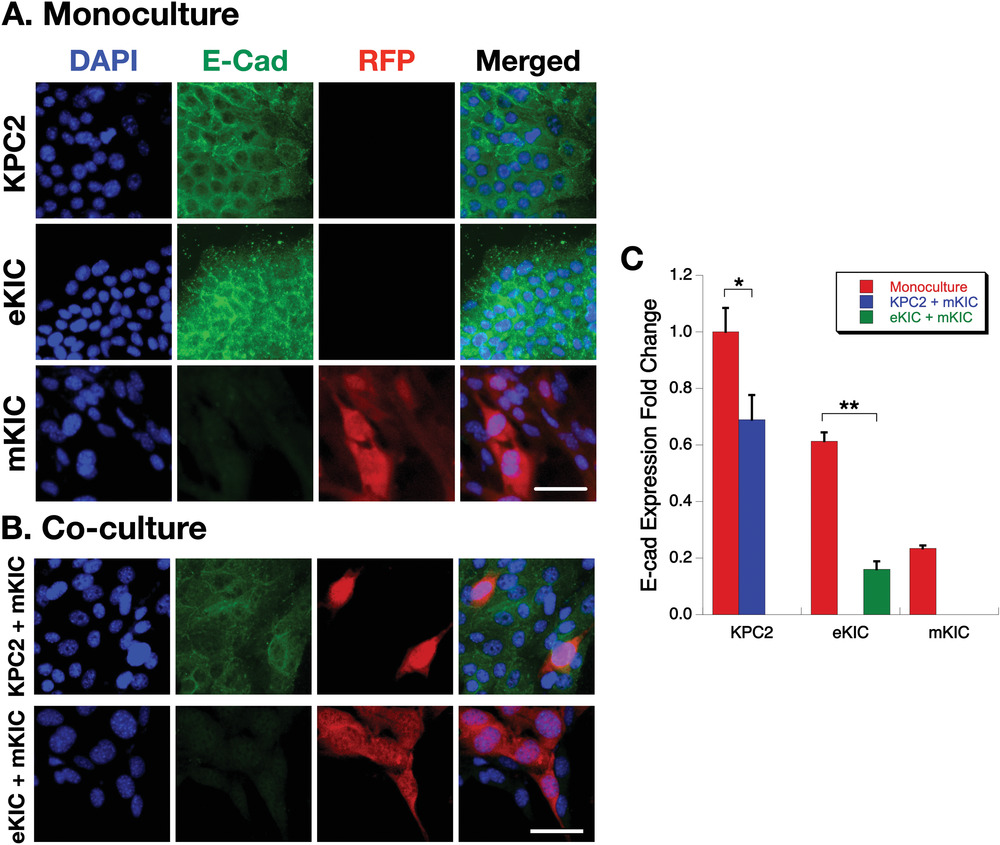 A. Monoculture
DAPI E-Cad RFP Merged
KPC2
eKIC
mKIC
B. Co-culture
KPC2 + mKIC
eKIC + mKIC
C
E-cad Expression Fold Change
1.2
1.0
0.8
0.6
0.4
0.2
0.0
*
**
Monoculture
KPC2 + mKIC
eKIC + mKIC
KPC2 eKIC mKIC